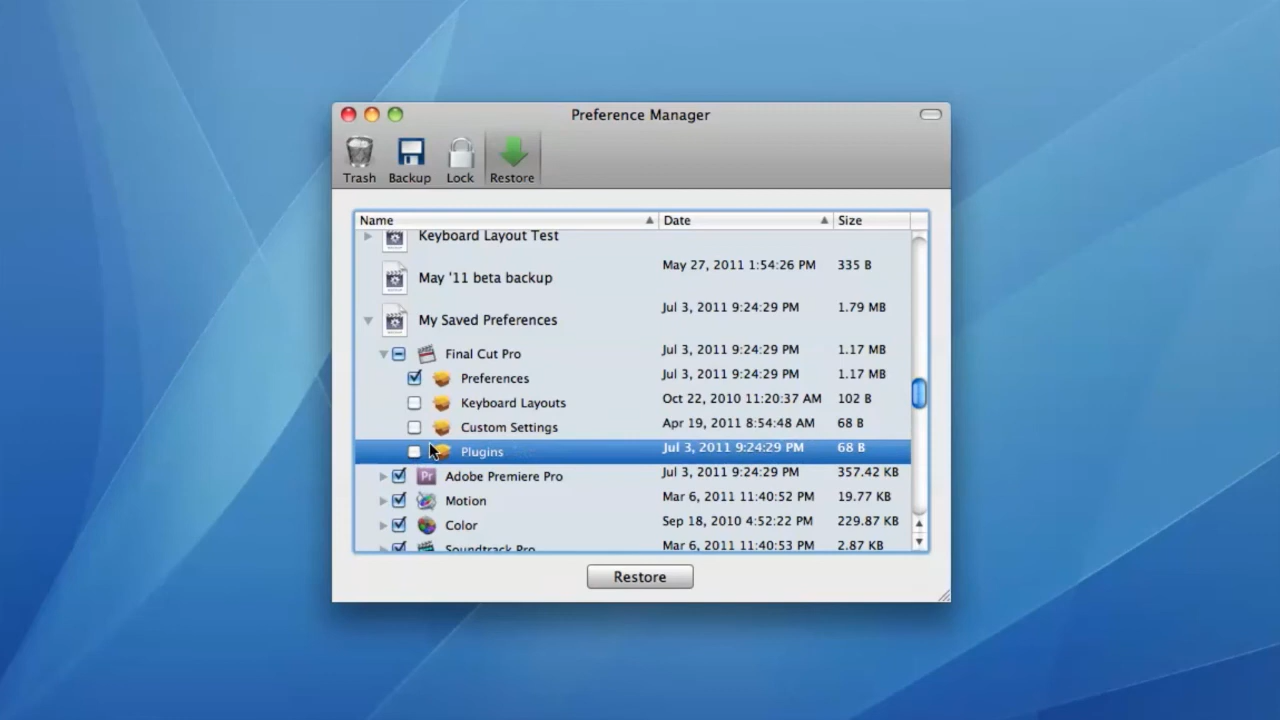 Preference Manager
Trash Backup Lock Restore
Name Date Size
Keyboard Layout Test
May '11 beta backup May 27, 2011 1:54:26 PM 335 B
My Saved Preferences Jul 3, 2011 9:24:29 PM 1.79 MB
Final Cut Pro Jul 3, 2011 9:24:29 PM 1.17 MB
Preferences Jul 3, 2011 9:24:29 PM 1.17 MB
Keyboard Layouts Oct 22, 2010 11:20:37 AM 102 B
Custom Settings Apr 19, 2011 8:54:48 AM 68 B
Plugins Jul 3, 2011 9:24:29 PM 68 B
Pr Adobe Premiere Pro Jul 3, 2011 9:24:29 PM 357.42 KB
Motion Mar 6, 2011 11:40:52 PM 19.77 KB
Color Sep 18, 2010 4:52:22 PM 229.87 KB
Soundtrack Pro Mar 6, 2011 11:40:53 PM 2.87 KB
Restore